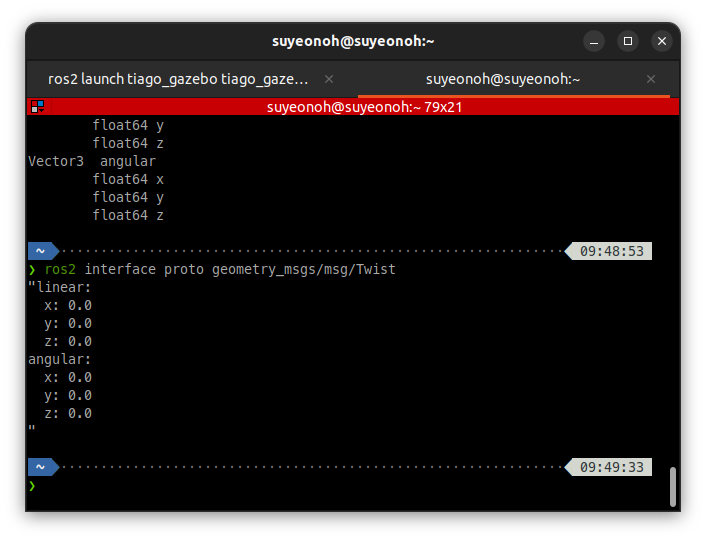 suyeonoh@suyeonoh:~
ros2 launch tiago_gazebo tiago_gaze...
suyeonoh@suyeonoh:~
suyeonoh@suyeonoh:~ 79x21
        float64 y
        float64 z
Vector3  angular
        float64 x
        float64 y
        float64 z
~ 09:48:53
❯ ros2 interface proto geometry_msgs/msg/Twist
"linear:
  x: 0.0
  y: 0.0
  z: 0.0
angular:
  x: 0.0
  y: 0.0
  z: 0.0
"
~ 09:49:33
❯